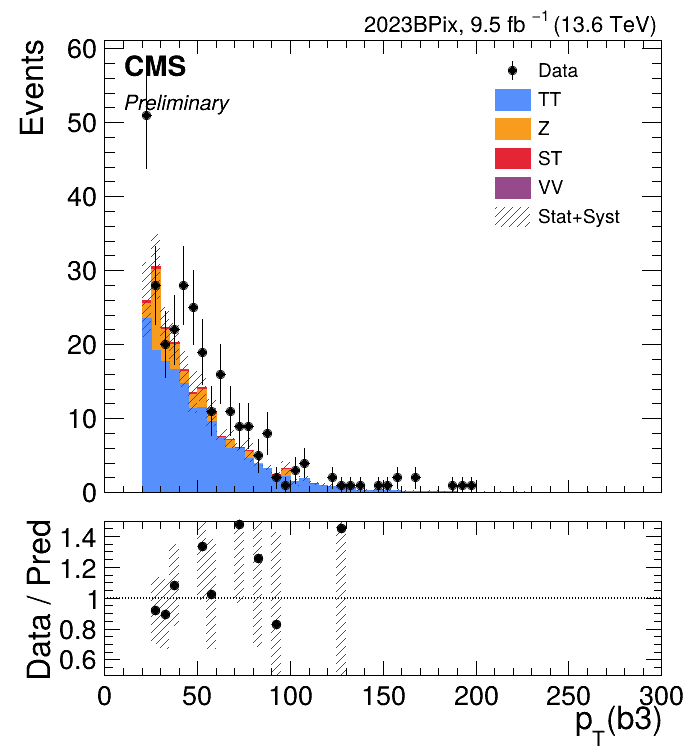 2023BPix, 9.5 fb⁻¹ (13.6 TeV)
CMS
Preliminary
Events
60
50
40
30
20
10
0
Data
TT
Z
ST
VV
Stat+Syst
Data / Pred
1.4
1.2
1
0.8
0.6
0 50 100 150 200 250 300
p_T(b3)